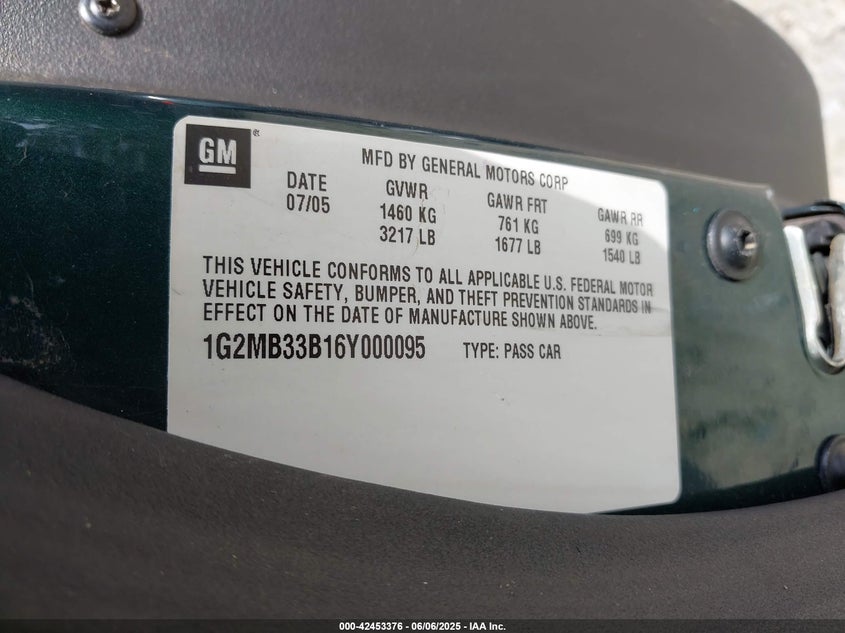 GM ®
MFD BY GENERAL MOTORS CORP
DATE GVWR GAWR FRT GAWR RR
07/05 1460 KG 761 KG 699 KG
3217 LB 1677 LB 1540 LB
THIS VEHICLE CONFORMS TO ALL APPLICABLE U.S. FEDERAL MOTOR
VEHICLE SAFETY, BUMPER, AND THEFT PREVENTION STANDARDS IN
EFFECT ON THE DATE OF MANUFACTURE SHOWN ABOVE.
1G2MB33B16Y000095 TYPE: PASS CAR
000-42453376 - 06/06/2025 - IAA Inc.